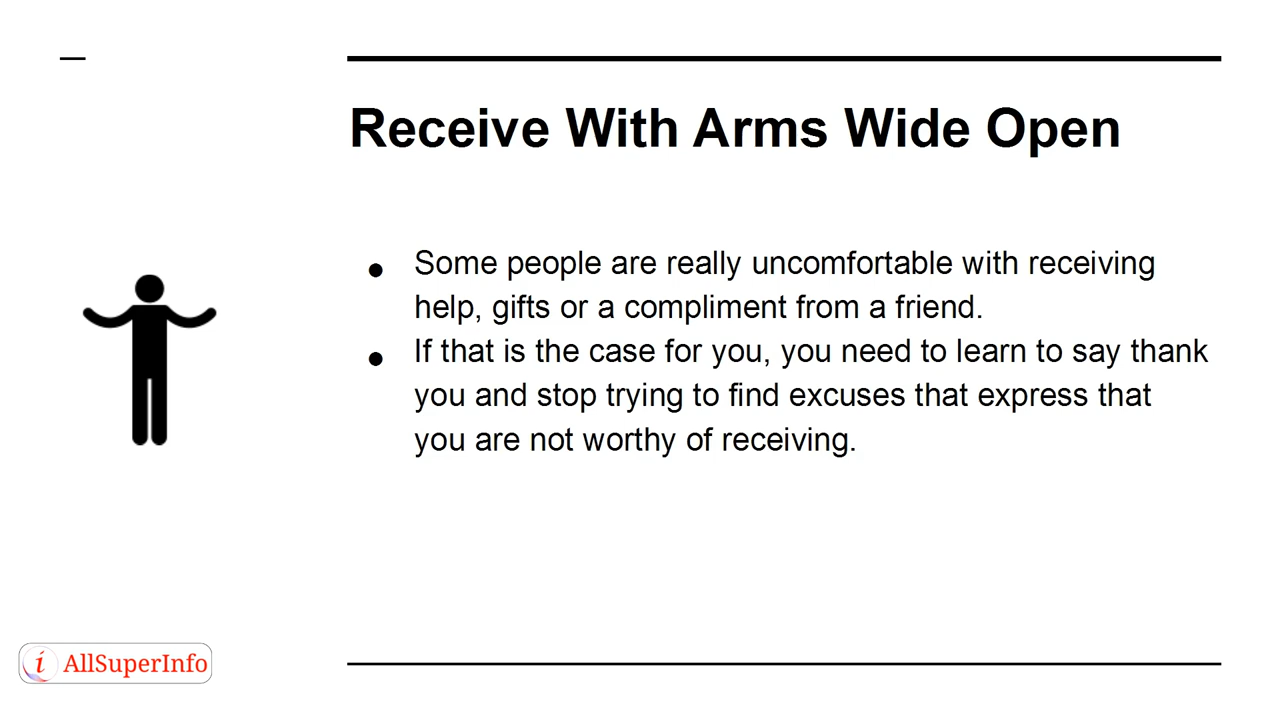 Receive With Arms Wide Open
● Some people are really uncomfortable with receiving
help, gifts or a compliment from a friend.
● If that is the case for you, you need to learn to say thank
you and stop trying to find excuses that express that
you are not worthy of receiving.
i AllSuperInfo